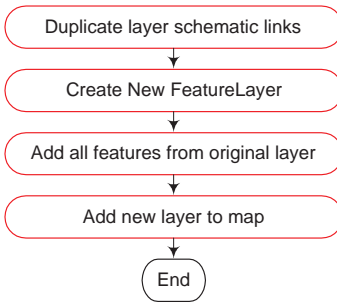 Duplicate layer schematic links
Create New FeatureLayer
Add all features from original layer
Add new layer to map
End